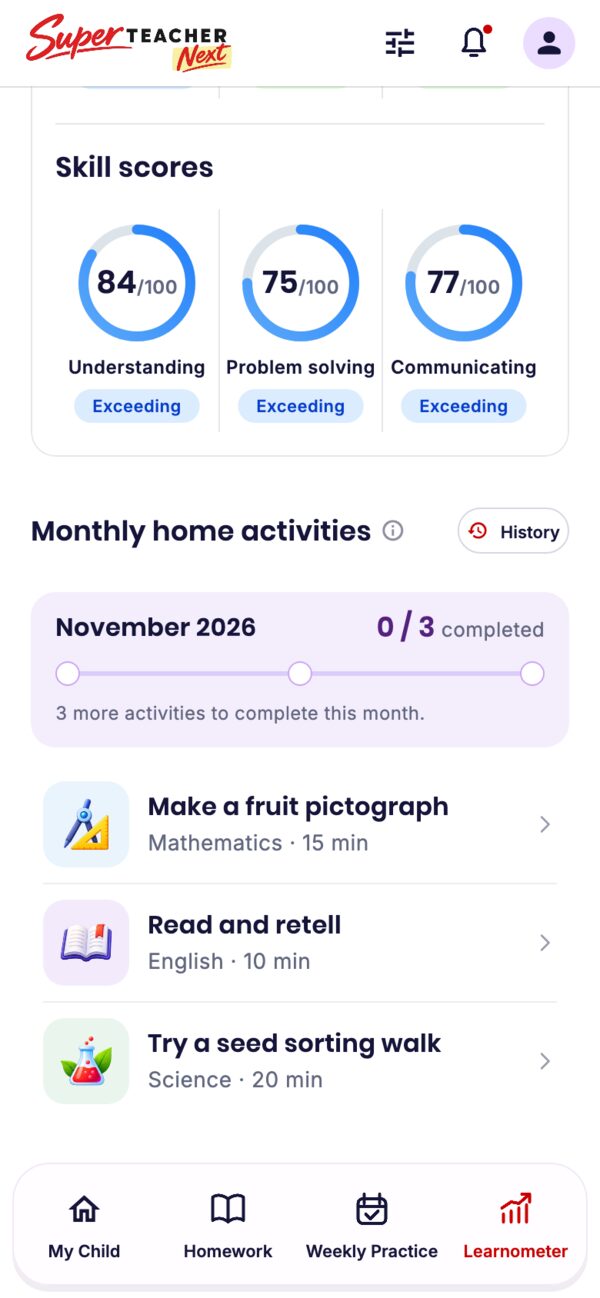 Super TEACHER
Next
Skill scores
84/100
75/100
77/100
Understanding
Problem solving
Communicating
Exceeding
Exceeding
Exceeding
Monthly home activities
History
November 2026
0 / 3 completed
3 more activities to complete this month.
Make a fruit pictograph
Mathematics · 15 min
Read and retell
English · 10 min
Try a seed sorting walk
Science · 20 min
My Child
Homework
Weekly Practice
Learnometer